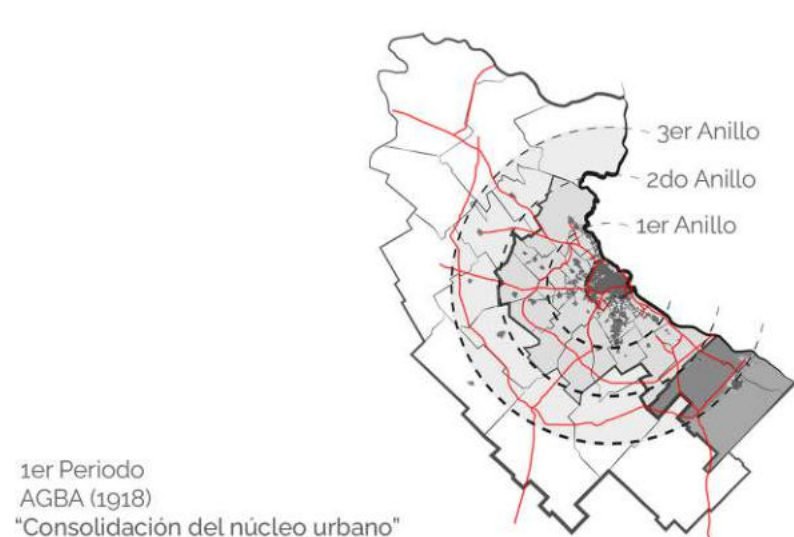 3er Anillo
2do Anillo
1er Anillo
1er Periodo
AGBA (1918)
“Consolidación del núcleo urbano”